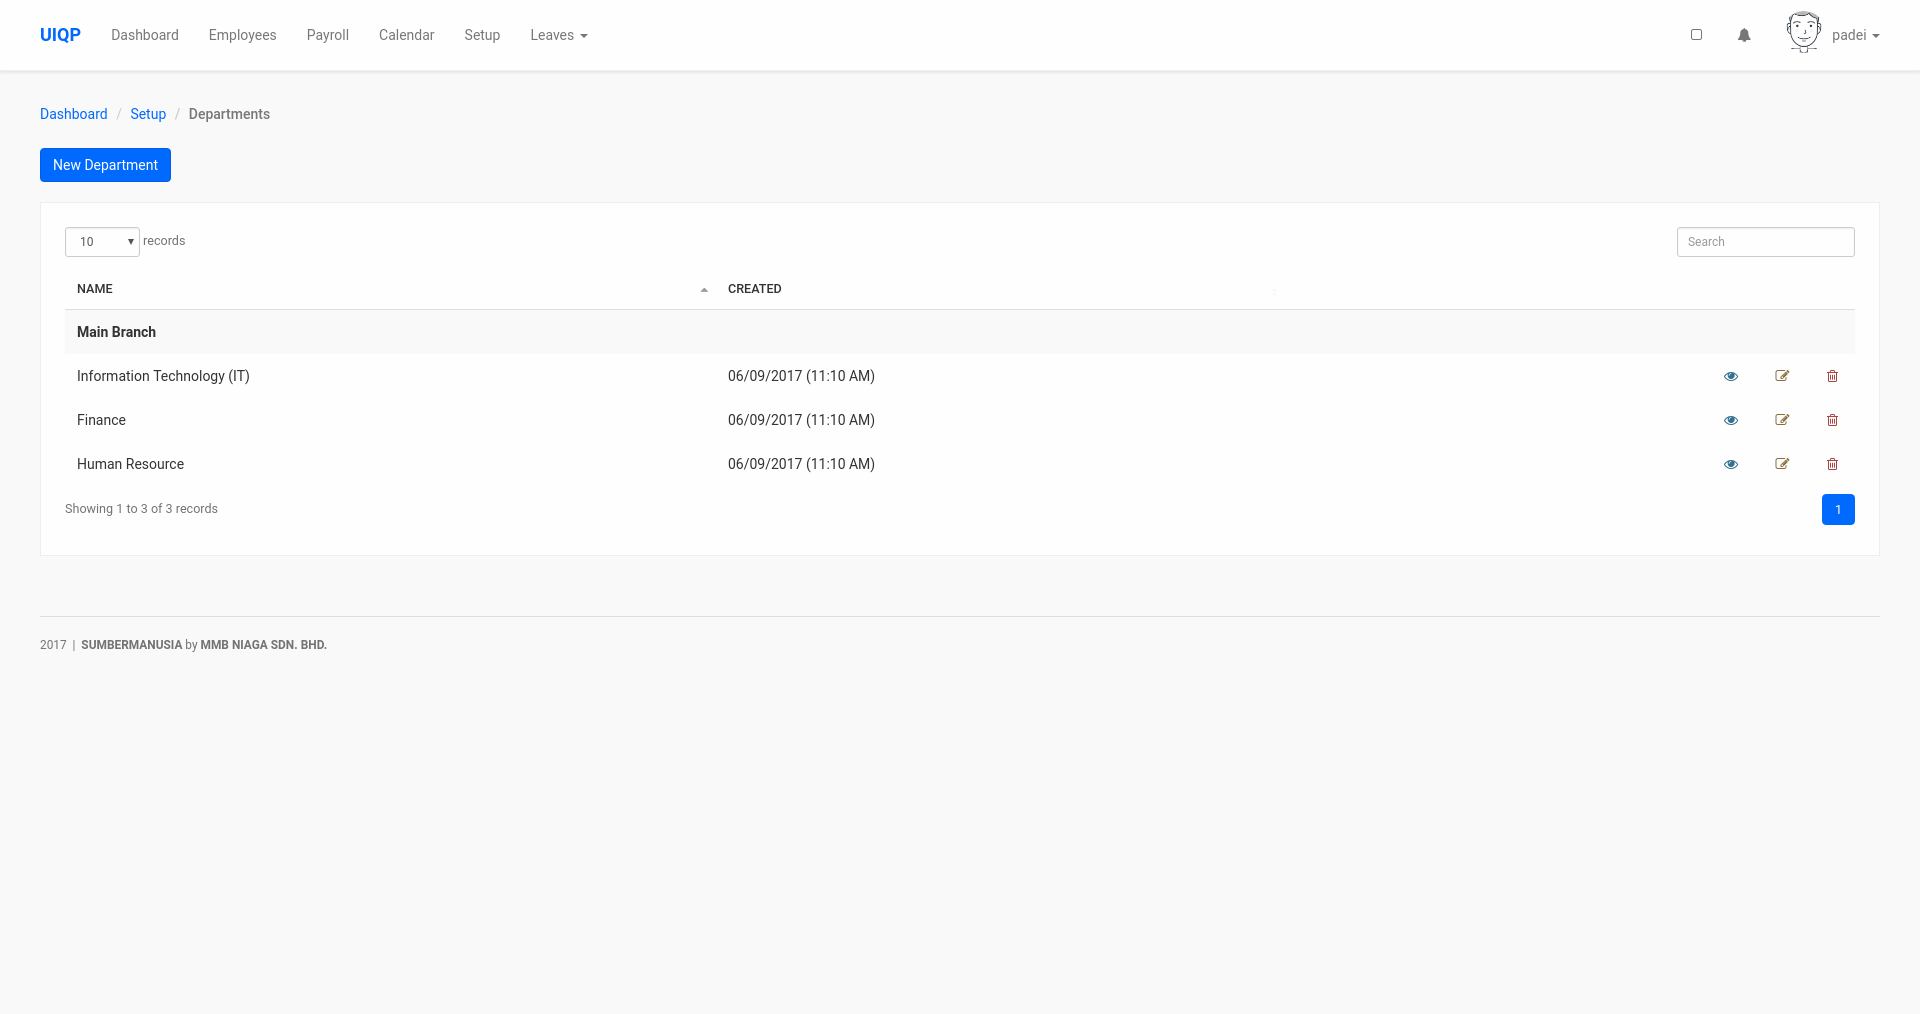 UIQP Dashboard Employees Payroll Calendar Setup Leaves padei
Dashboard / Setup / Departments
New Department
10 records Search
NAME CREATED
Main Branch
Information Technology (IT) 06/09/2017 (11:10 AM)
Finance 06/09/2017 (11:10 AM)
Human Resource 06/09/2017 (11:10 AM)
Showing 1 to 3 of 3 records 1
2017 | SUMBERMANUSIA by MMB NIAGA SDN. BHD.